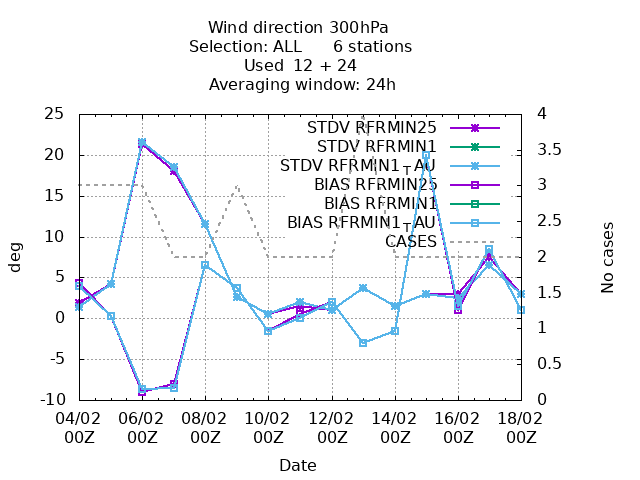 Wind direction 300hPa
Selection: ALL 6 stations
Used 12 + 24
Averaging window: 24h
STDV RFRMIN25
STDV RFRMIN1
STDV RFRMIN1_AU
BIAS RFRMIN25
BIAS RFRMIN1
BIAS RFRMIN1_AU
CASES
25
20
15
10
5
0
-5
-10
deg
4
3.5
3
2.5
2
1.5
1
0.5
0
No cases
04/02 06/02 08/02 10/02 12/02 14/02 16/02 18/02
00Z 00Z 00Z 00Z 00Z 00Z 00Z 00Z
Date